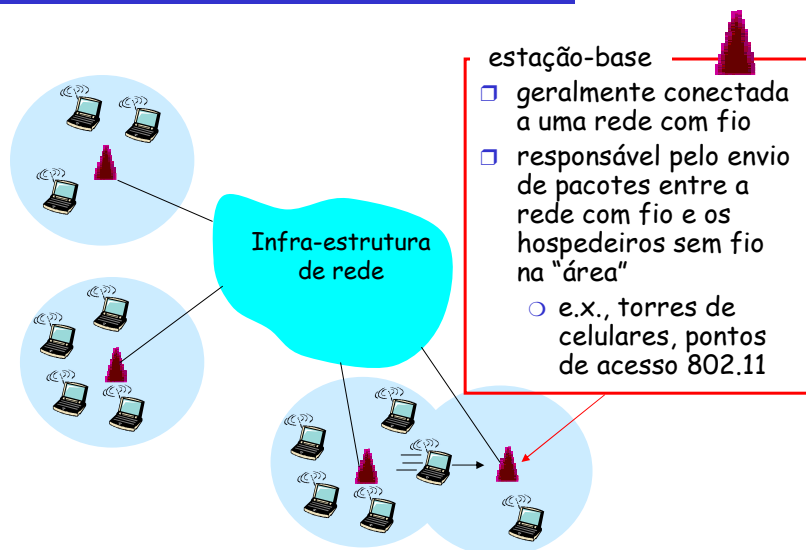 estação-base
geralmente conectada
a uma rede com fio
responsável pelo envio
de pacotes entre a
rede com fio e os
hospedeiros sem fio
na “área”
e.x., torres de
celulares, pontos
de acesso 802.11
Infra-estrutura
de rede